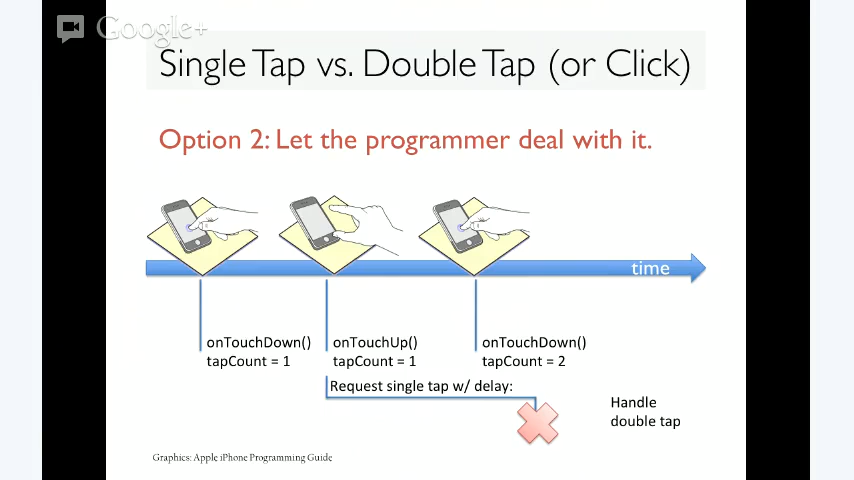 Google+
Single Tap vs. Double Tap (or Click)
Option 2: Let the programmer deal with it.
time
onTouchDown()
tapCount = 1
onTouchUp()
tapCount = 1
onTouchDown()
tapCount = 2
Request single tap w/ delay:
Handle
double tap
Graphics: Apple iPhone Programming Guide